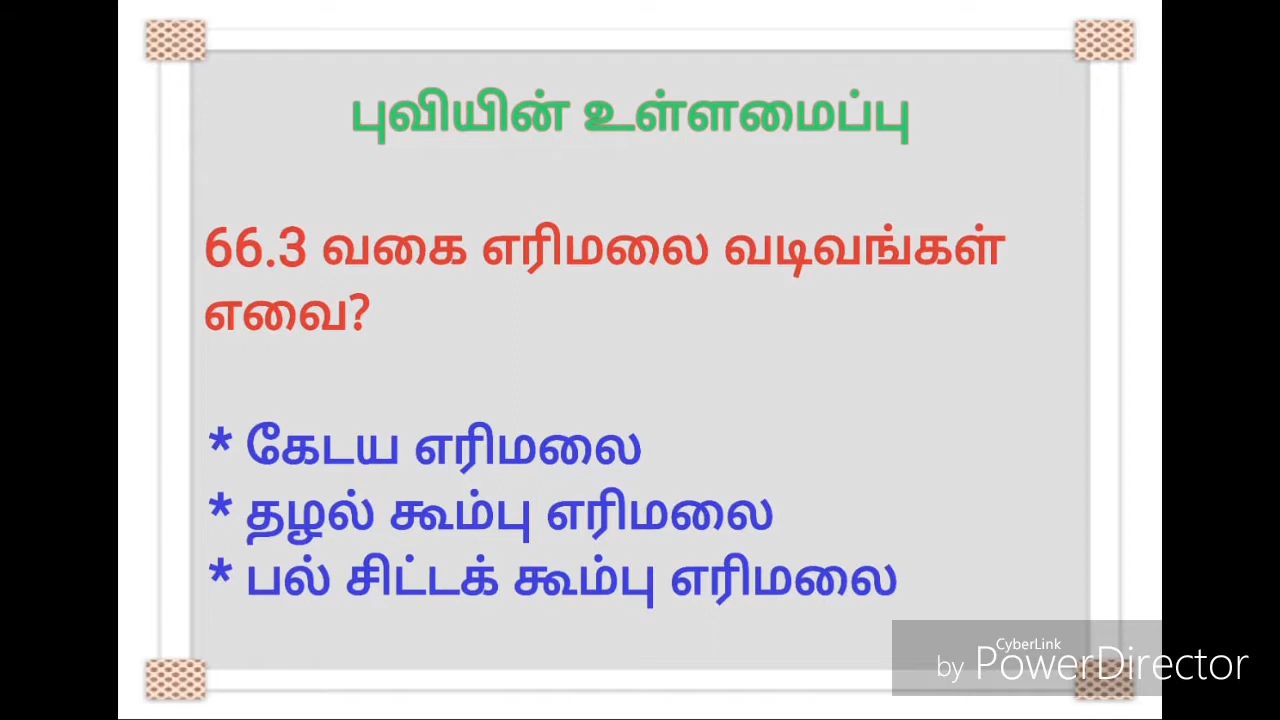 புவியின் உள்ளமைப்பு
66.3 வகை எரிமலை வடிவங்கள்
எவை?
* கேடய எரிமலை
* தழல் கூம்பு எரிமலை
* பல் சிட்டக் கூம்பு எரிமலை
CyberLink
by PowerDirector